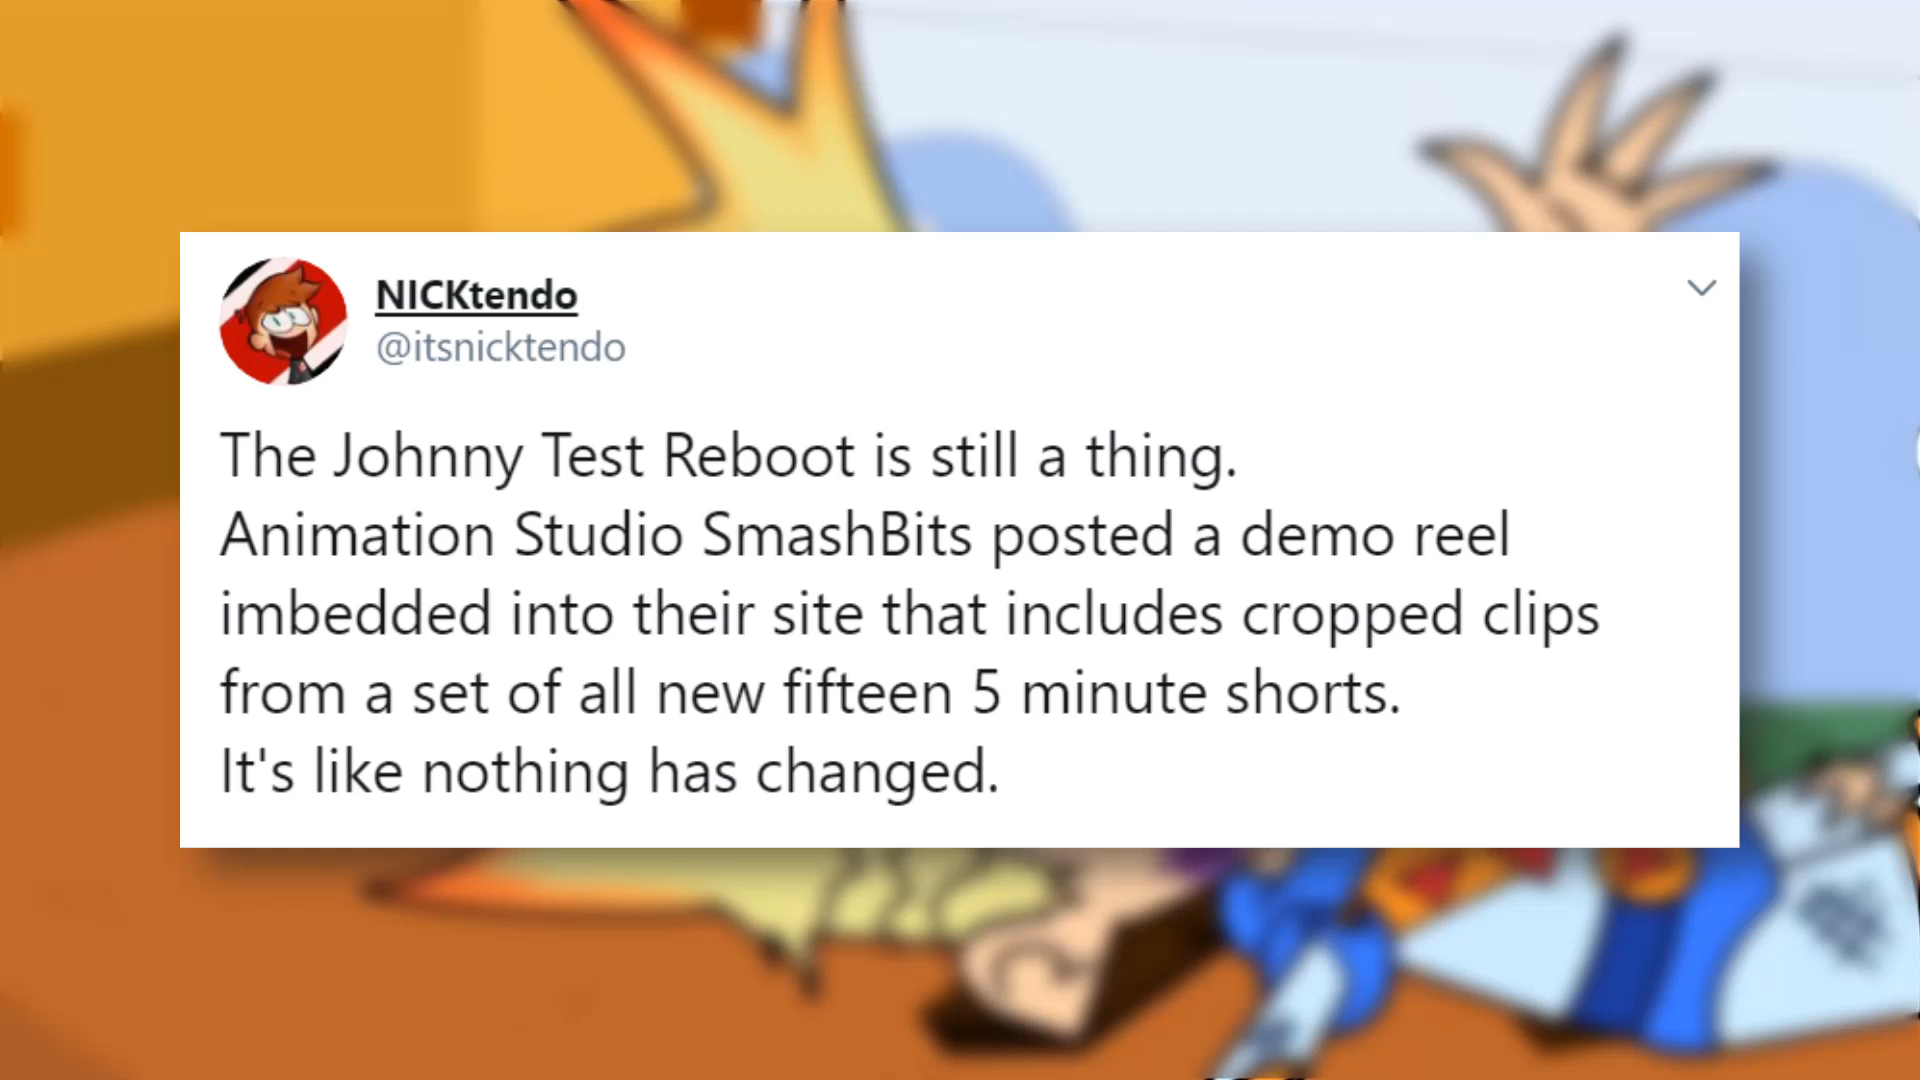 NICKtendo
@itsnicktendo
The Johnny Test Reboot is still a thing.
Animation Studio SmashBits posted a demo reel
imbedded into their site that includes cropped clips
from a set of all new fifteen 5 minute shorts.
It's like nothing has changed.